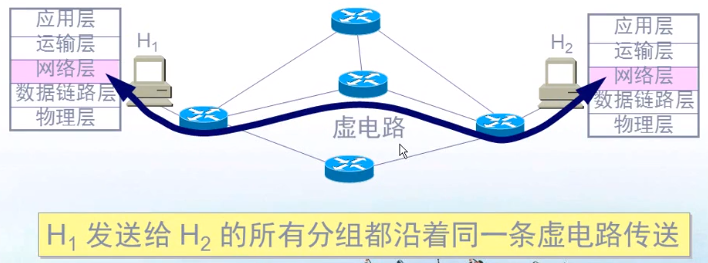 应用层
运输层
网络层
数据链路层
物理层
H₁
H₂
应用层
运输层
网络层
数据链路层
物理层
虚电路
H₁ 发送给 H₂ 的所有分组都沿着同一条虚电路传送